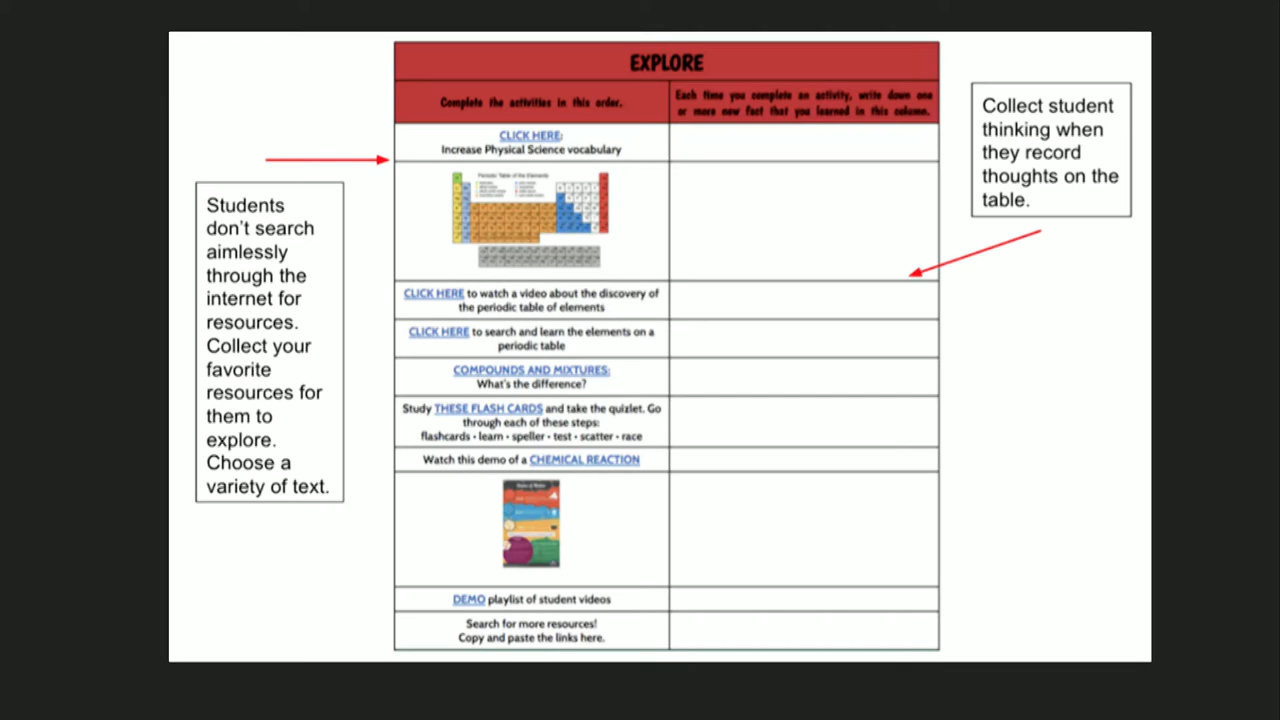 EXPLORE
Complete the activities in this order.
Each time you complete an activity, write down one
or more new fact that you learned in this column.
CLICK HERE:
Increase Physical Science vocabulary
Periodic Table of the Elements
CLICK HERE to watch a video about the discovery of
the periodic table of elements
CLICK HERE to search and learn the elements on a
periodic table
COMPOUNDS AND MIXTURES:
What's the difference?
Study THESE FLASH CARDS and take the quizlet. Go
through each of these steps:
flashcards • learn • speller • test • scatter • race
Watch this demo of a CHEMICAL REACTION
DEMO playlist of student videos
Search for more resources!
Copy and paste the links here.
Students
don't search
aimlessly
through the
internet for
resources.
Collect your
favorite
resources for
them to
explore.
Choose a
variety of text.
Collect student
thinking when
they record
thoughts on the
table.